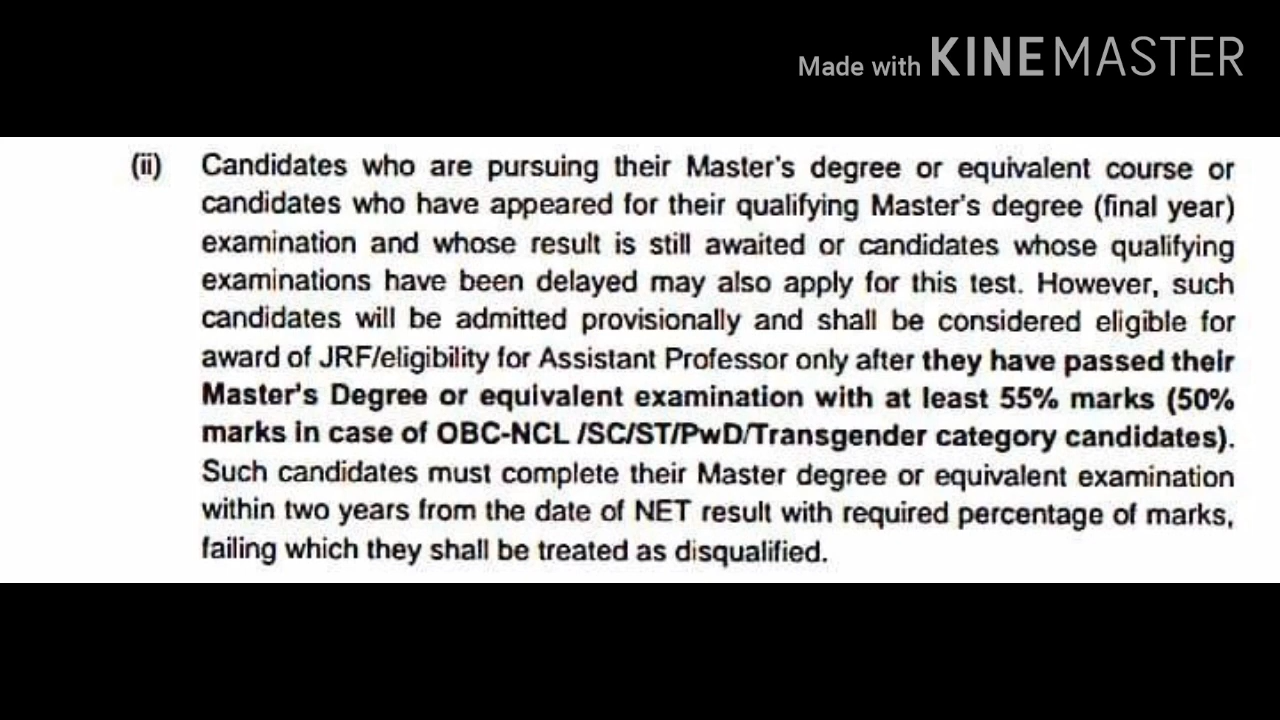 Made with KINEMASTER
(ii) Candidates who are pursuing their Master's degree or equivalent course or
candidates who have appeared for their qualifying Master's degree (final year)
examination and whose result is still awaited or candidates whose qualifying
examinations have been delayed may also apply for this test. However, such
candidates will be admitted provisionally and shall be considered eligible for
award of JRF/eligibility for Assistant Professor only after they have passed their
Master's Degree or equivalent examination with at least 55% marks (50%
marks in case of OBC-NCL /SC/ST/PwD/Transgender category candidates).
Such candidates must complete their Master degree or equivalent examination
within two years from the date of NET result with required percentage of marks,
failing which they shall be treated as disqualified.